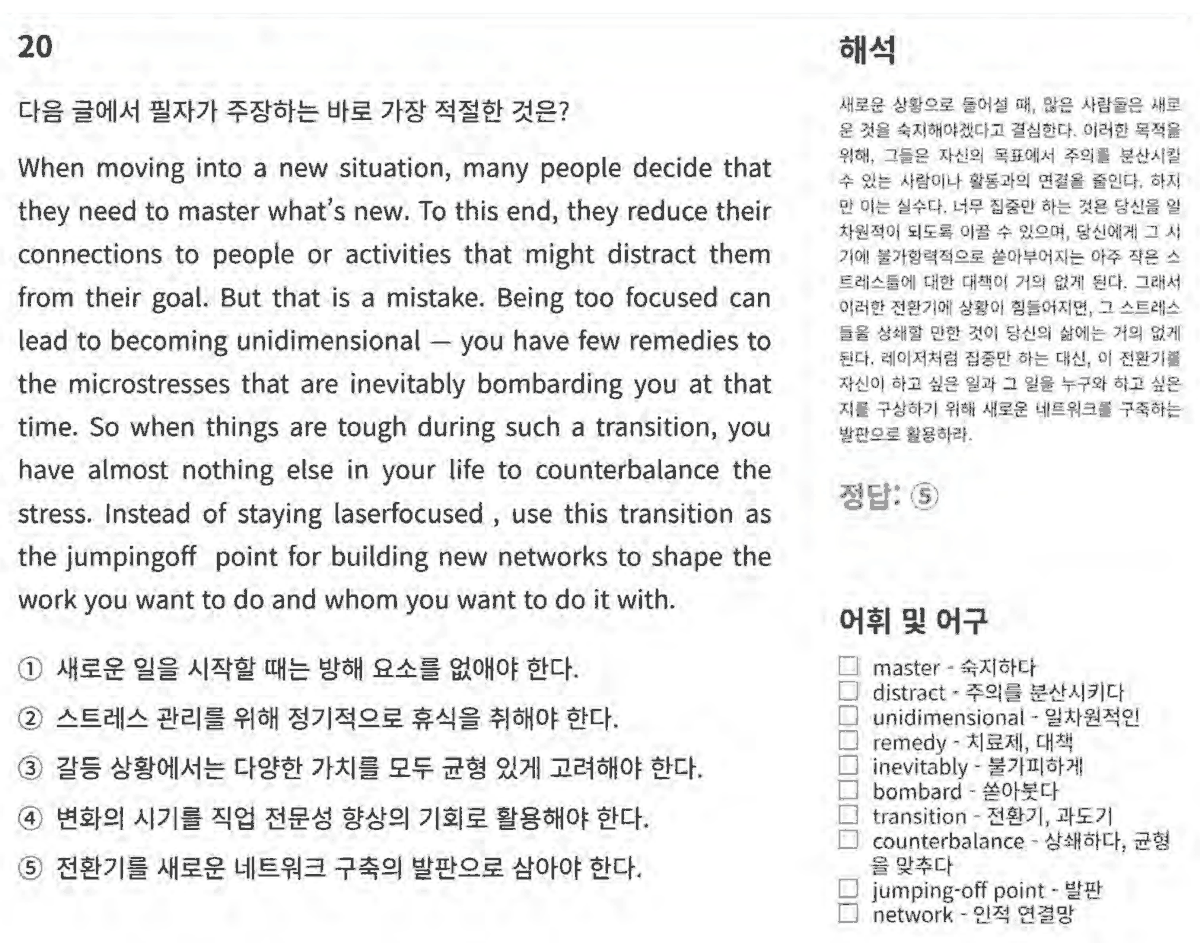 20
다음 글에서 필자가 주장하는 바로 가장 적절한 것은?
When moving into a new situation, many people decide that
they need to master what's new. To this end, they reduce their
connections to people or activities that might distract them
from their goal. But that is a mistake. Being too focused can
lead to becoming unidimensional — you have few remedies to
the microstresses that are inevitably bombarding you at that
time. So when things are tough during such a transition, you
have almost nothing else in your life to counterbalance the
stress. Instead of staying laserfocused , use this transition as
the jumpingoff point for building new networks to shape the
work you want to do and whom you want to do it with.
① 새로운 일을 시작할 때는 방해 요소를 없애야 한다.
② 스트레스 관리를 위해 정기적으로 휴식을 취해야 한다.
③ 갈등 상황에서는 다양한 가치를 모두 균형 있게 고려해야 한다.
④ 변화의 시기를 직업 전문성 향상의 기회로 활용해야 한다.
⑤ 전환기를 새로운 네트워크 구축의 발판으로 삼아야 한다.
해석
새로운 상황으로 들어설 때, 많은 사람들은 새로
운 것을 숙지해야겠다고 결심한다. 이러한 목적을
위해, 그들은 자신의 목표에서 주의를 분산시킬
수 있는 사람이나 활동과의 연결을 줄인다. 하지
만 이는 실수다. 너무 집중만 하는 것은 당신을 일
차원적이 되도록 이끌 수 있으며, 당신에게 그 시
기에 불가항력적으로 쏟아부어지는 아주 작은 스
트레스들에 대한 대책이 거의 없게 된다. 그래서
이러한 전환기에 상황이 힘들어지면, 그 스트레스
들을 상쇄할 만한 것이 당신의 삶에는 거의 없게
된다. 레이저처럼 집중만 하는 대신, 이 전환기를
자신이 하고 싶은 일과 그 일을 누구와 하고 싶은
지를 구상하기 위해 새로운 네트워크를 구축하는
발판으로 활용하라.
정답: ⑤
어휘 및 어구
master - 숙지하다
distract - 주의를 분산시키다
unidimensional - 일차원적인
remedy - 치료제, 대책
inevitably - 불가피하게
bombard - 쏟아붓다
transition - 전환기, 과도기
counterbalance - 상쇄하다, 균형
을 맞추다
jumping-off point - 발판
network - 인적 연결망